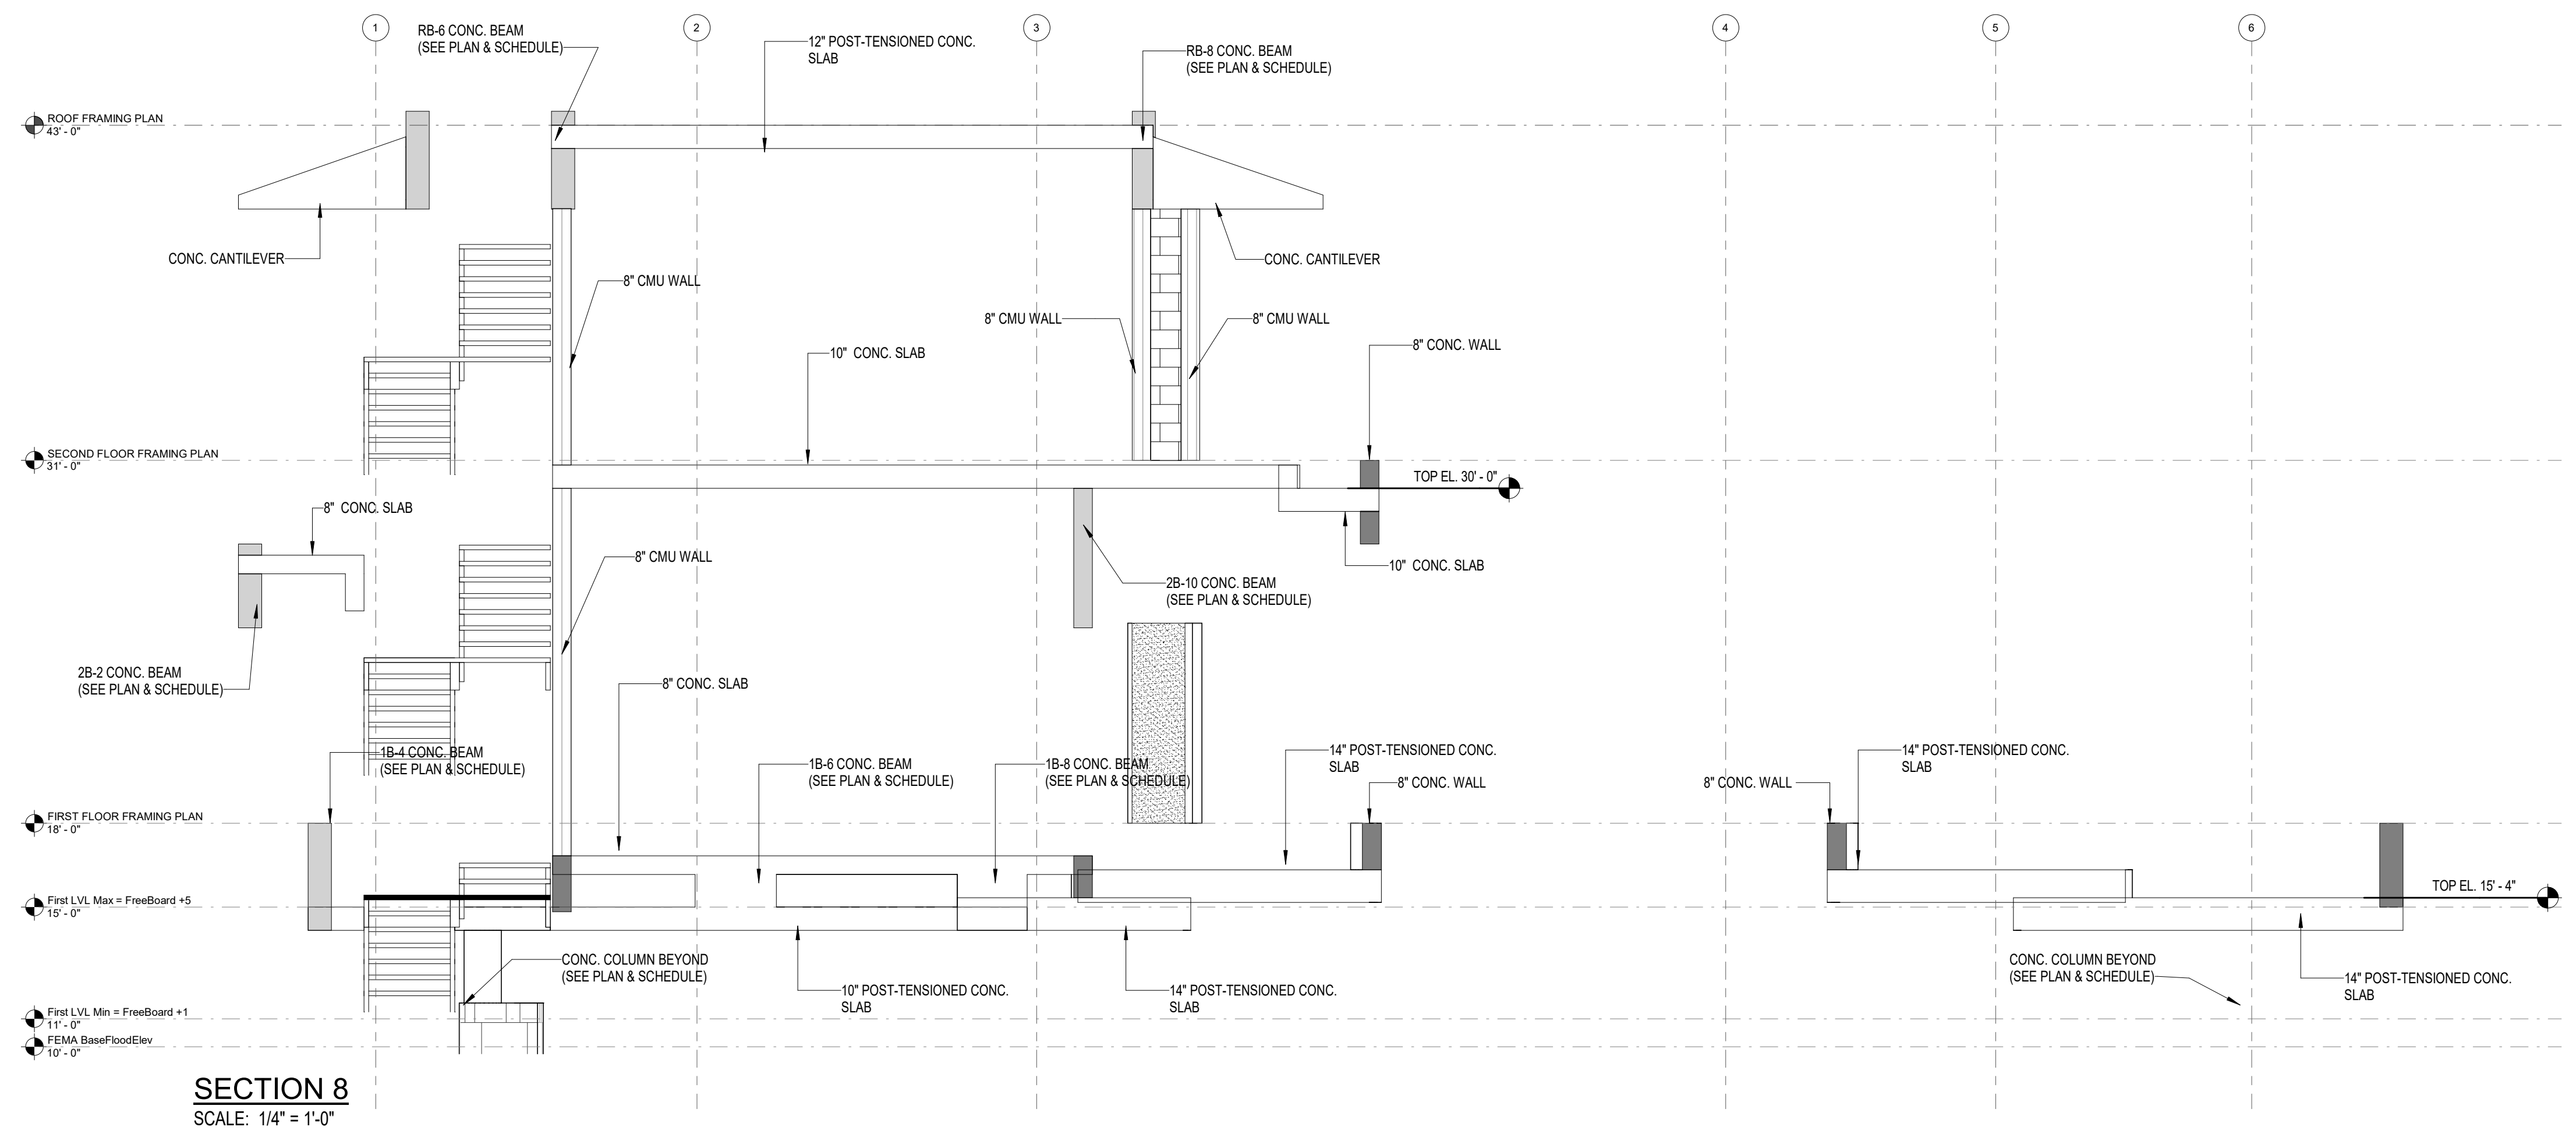 1
2
3
4
5
6
RB-6 CONC. BEAM
(SEE PLAN & SCHEDULE)
12" POST-TENSIONED CONC.
SLAB
RB-8 CONC. BEAM
(SEE PLAN & SCHEDULE)
ROOF FRAMING PLAN
43' - 0"
CONC. CANTILEVER
CONC. CANTILEVER
8" CMU WALL
8" CMU WALL
8" CMU WALL
8" CONC. WALL
10" CONC. SLAB
SECOND FLOOR FRAMING PLAN
31' - 0"
TOP EL. 30' - 0"
8" CONC. SLAB
8" CMU WALL
10" CONC. SLAB
2B-10 CONC. BEAM
(SEE PLAN & SCHEDULE)
2B-2 CONC. BEAM
(SEE PLAN & SCHEDULE)
8" CONC. SLAB
1B-4 CONC. BEAM
(SEE PLAN & SCHEDULE)
1B-6 CONC. BEAM
(SEE PLAN & SCHEDULE)
1B-8 CONC. BEAM
(SEE PLAN & SCHEDULE)
14" POST-TENSIONED CONC.
SLAB
8" CONC. WALL
8" CONC. WALL
14" POST-TENSIONED CONC.
SLAB
FIRST FLOOR FRAMING PLAN
18' - 0"
TOP EL. 15' - 4"
First LVL Max = FreeBoard +5
15' - 0"
CONC. COLUMN BEYOND
(SEE PLAN & SCHEDULE)
10" POST-TENSIONED CONC.
SLAB
14" POST-TENSIONED CONC.
SLAB
CONC. COLUMN BEYOND
(SEE PLAN & SCHEDULE)
14" POST-TENSIONED CONC.
SLAB
First LVL Min = FreeBoard +1
11' - 0"
FEMA BaseFloodElev
10' - 0"
SECTION 8
SCALE: 1/4" = 1'-0"